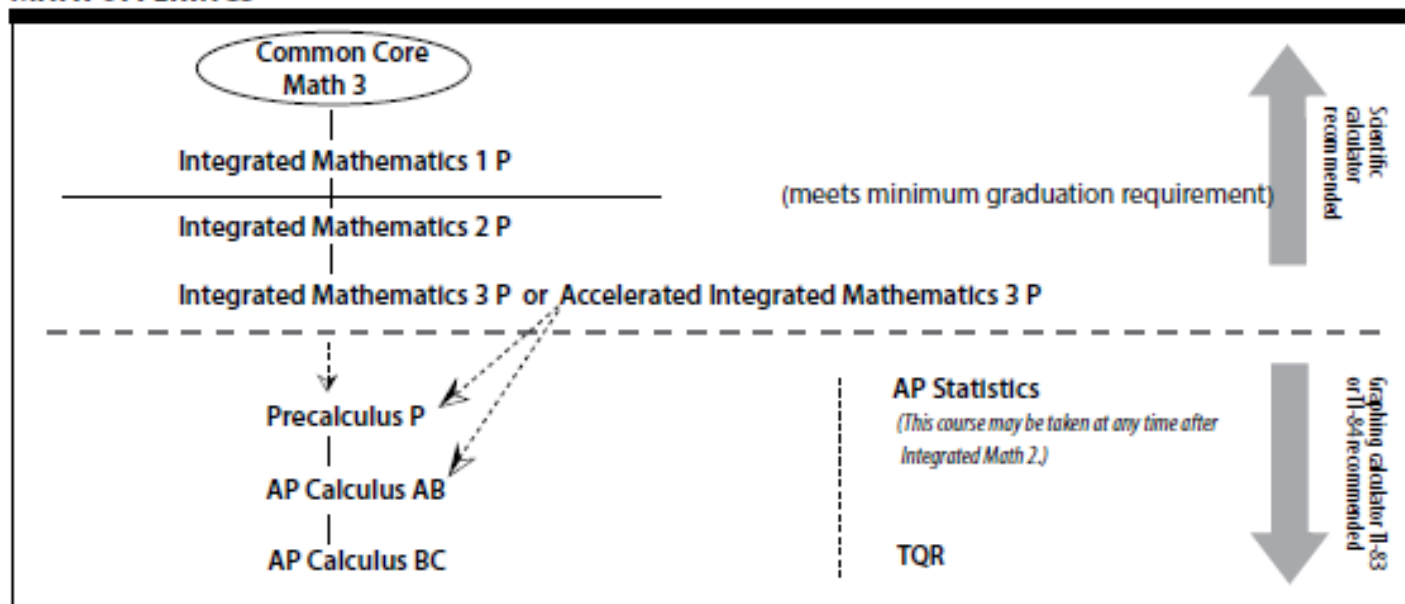 Common Core
Math 3
Integrated Mathematics 1 P
(meets minimum graduation requirement)
Integrated Mathematics 2 P
Integrated Mathematics 3 P or Accelerated Integrated Mathematics 3 P
Scientific
calculator
recommended
Precalculus P
AP Calculus AB
AP Calculus BC
AP Statistics
(This course may be taken at any time after
Integrated Math 2.)
TQR
Graphing calculator TI-83
or TI-84 recommended